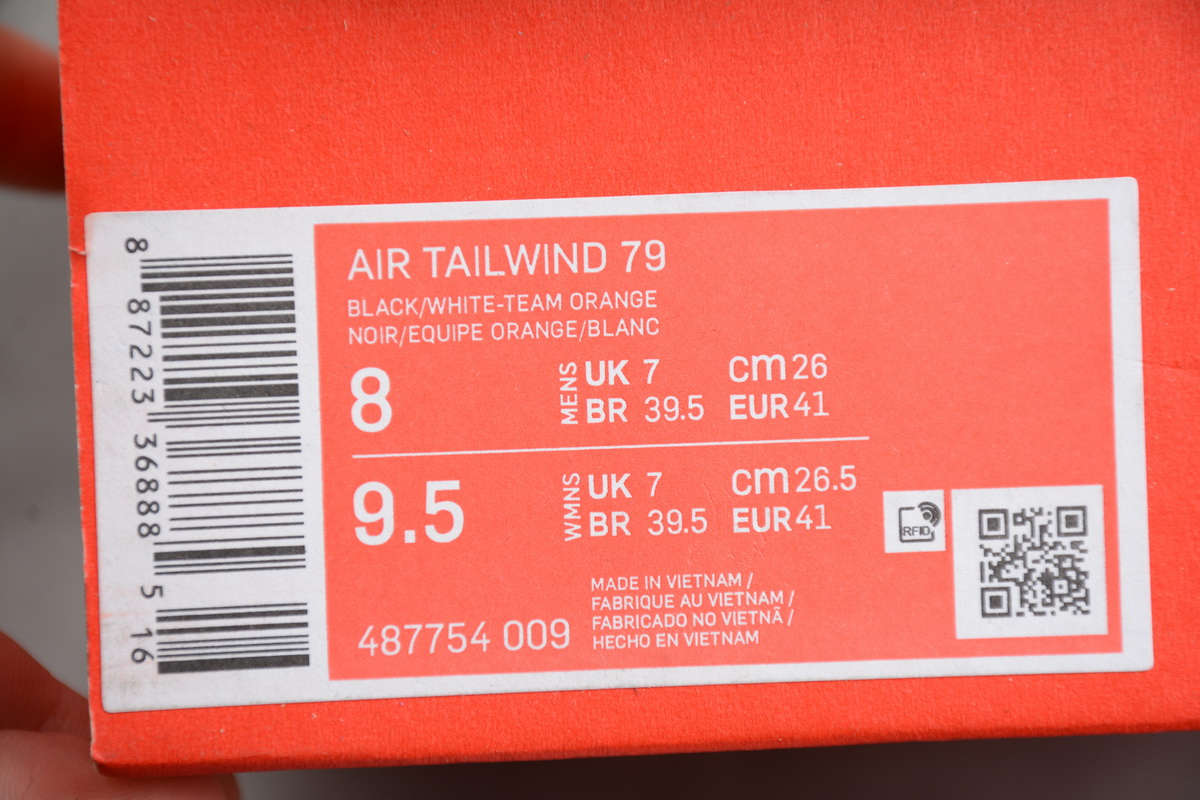 AIR TAILWIND 79
BLACK/WHITE-TEAM ORANGE
NOIR/EQUIPE ORANGE/BLANC
8
MENS
UK 7 cm 26
BR 39.5 EUR 41
9.5
WMNS
UK 7 cm 26.5
BR 39.5 EUR 41
RFID
MADE IN VIETNAM /
FABRIQUE AU VIETNAM /
FABRICADO NO VIETNÃ /
HECHO EN VIETNAM
487754 009
8 87223 36888 5 16